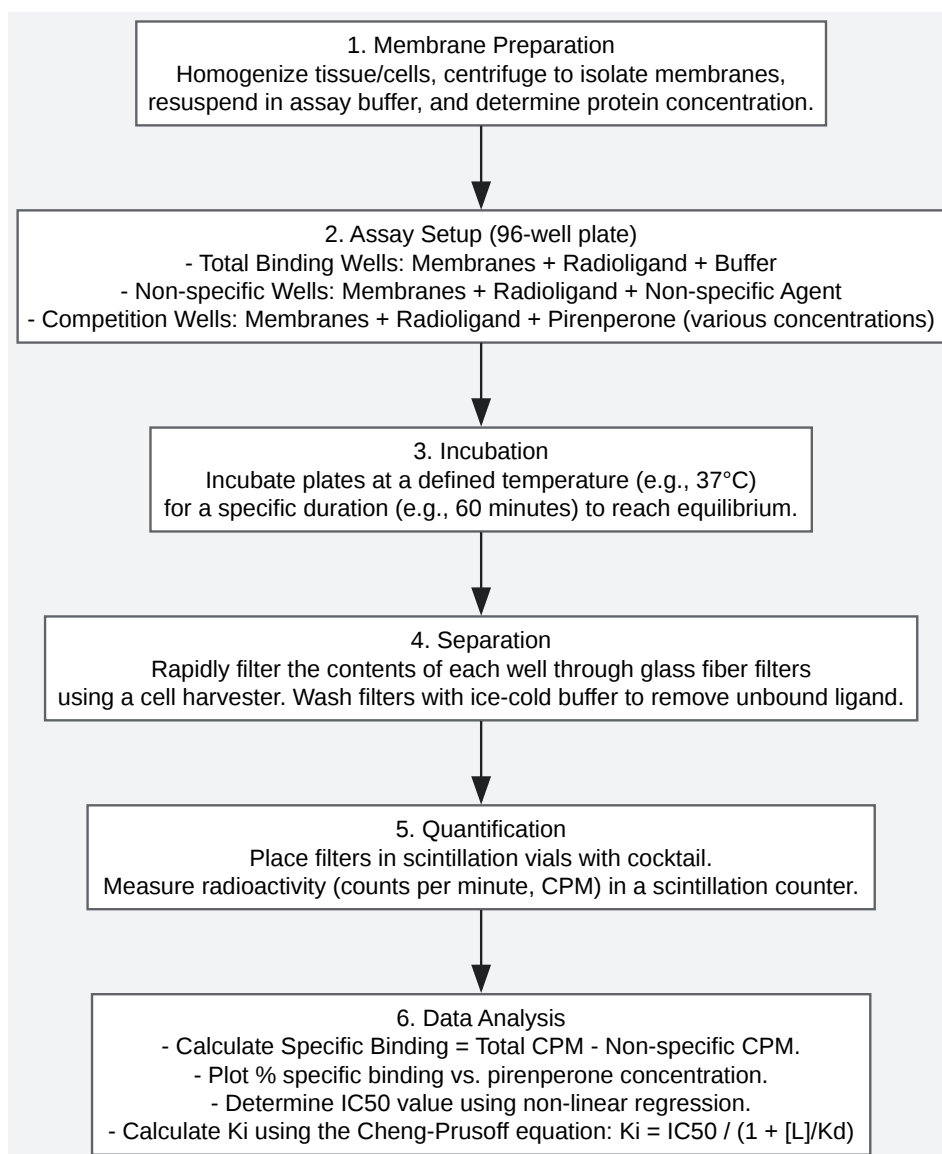 1. Membrane Preparation
Homogenize tissue/cells, centrifuge to isolate membranes,
resuspend in assay buffer, and determine protein concentration.
2. Assay Setup (96-well plate)
- Total Binding Wells: Membranes + Radioligand + Buffer
- Non-specific Wells: Membranes + Radioligand + Non-specific Agent
- Competition Wells: Membranes + Radioligand + Pirenperone (various concentrations)
3. Incubation
Incubate plates at a defined temperature (e.g., 37°C)
for a specific duration (e.g., 60 minutes) to reach equilibrium.
4. Separation
Rapidly filter the contents of each well through glass fiber filters
using a cell harvester. Wash filters with ice-cold buffer to remove unbound ligand.
5. Quantification
Place filters in scintillation vials with cocktail.
Measure radioactivity (counts per minute, CPM) in a scintillation counter.
6. Data Analysis
- Calculate Specific Binding = Total CPM - Non-specific CPM.
- Plot % specific binding vs. pirenperone concentration.
- Determine IC50 value using non-linear regression.
- Calculate Ki using the Cheng-Prusoff equation: Ki = IC50 / (1 + [L]/Kd)